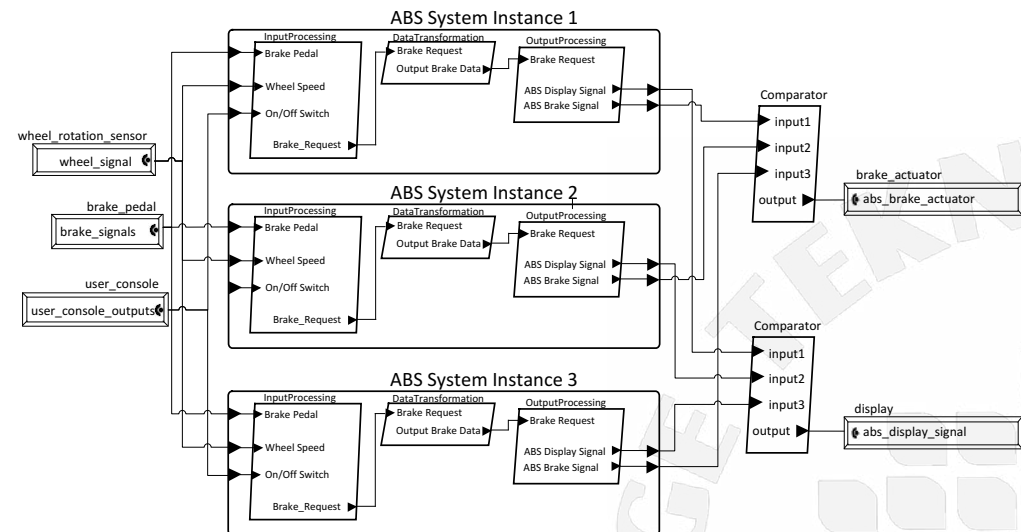 ABS System Instance 1
InputProcessing
DataTransformation
OutputProcessing
Brake Pedal
Wheel Speed
On/Off Switch
Brake_Request
Brake Request
Output Brake Data
Brake Request
ABS Display Signal
ABS Brake Signal
wheel_rotation_sensor
wheel_signal
brake_pedal
brake_signals
user_console
user_console_outputs
ABS System Instance 2
InputProcessing
DataTransformation
OutputProcessing
Brake Pedal
Wheel Speed
On/Off Switch
Brake_Request
Brake Request
Output Brake Data
Brake Request
ABS Display Signal
ABS Brake Signal
ABS System Instance 3
InputProcessing
DataTransformation
OutputProcessing
Brake Pedal
Wheel Speed
On/Off Switch
Brake_Request
Brake Request
Output Brake Data
Brake Request
ABS Display Signal
ABS Brake Signal
Comparator
input1
input2
input3
output
brake_actuator
abs_brake_actuator
Comparator
input1
input2
input3
output
display
abs_display_signal